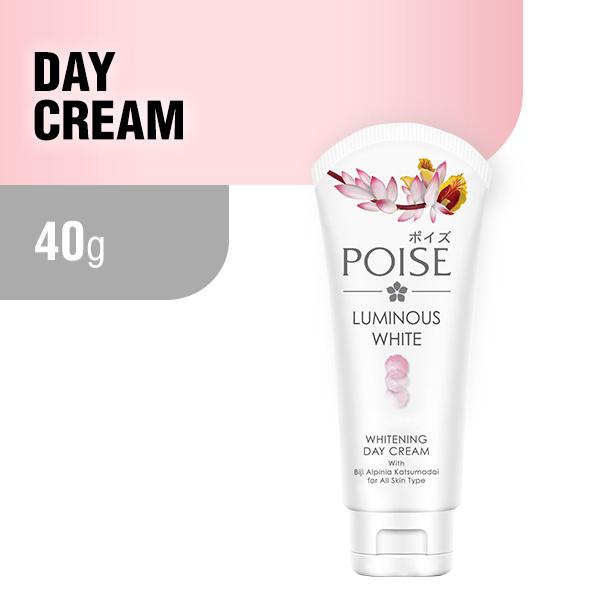 DAY
CREAM
40g
ポイズ
POISE
LUMINOUS
WHITE
WHITENING
DAY CREAM
With
Biji Alpinia Katsumadai
for All Skin Type